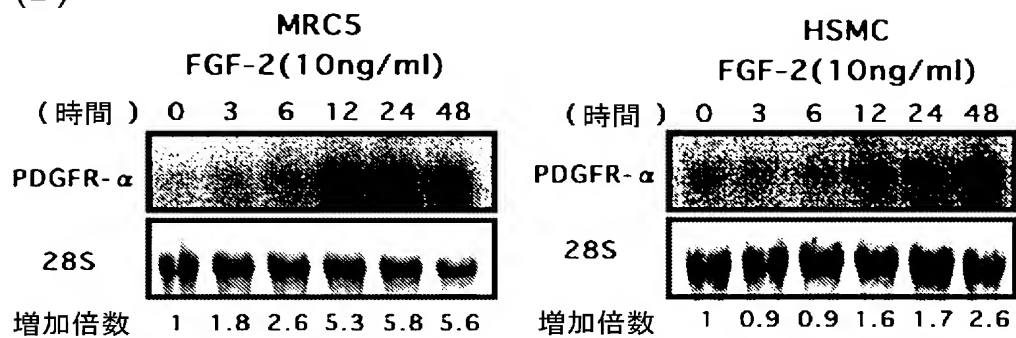 MRC5
FGF-2(10ng/ml)
(時間) 0 3 6 12 24 48
PDGFR-α
28S
増加倍数 1 1.8 2.6 5.3 5.8 5.6
HSMC
FGF-2(10ng/ml)
(時間) 0 3 6 12 24 48
PDGFR-α
28S
増加倍数 1 0.9 0.9 1.6 1.7 2.6